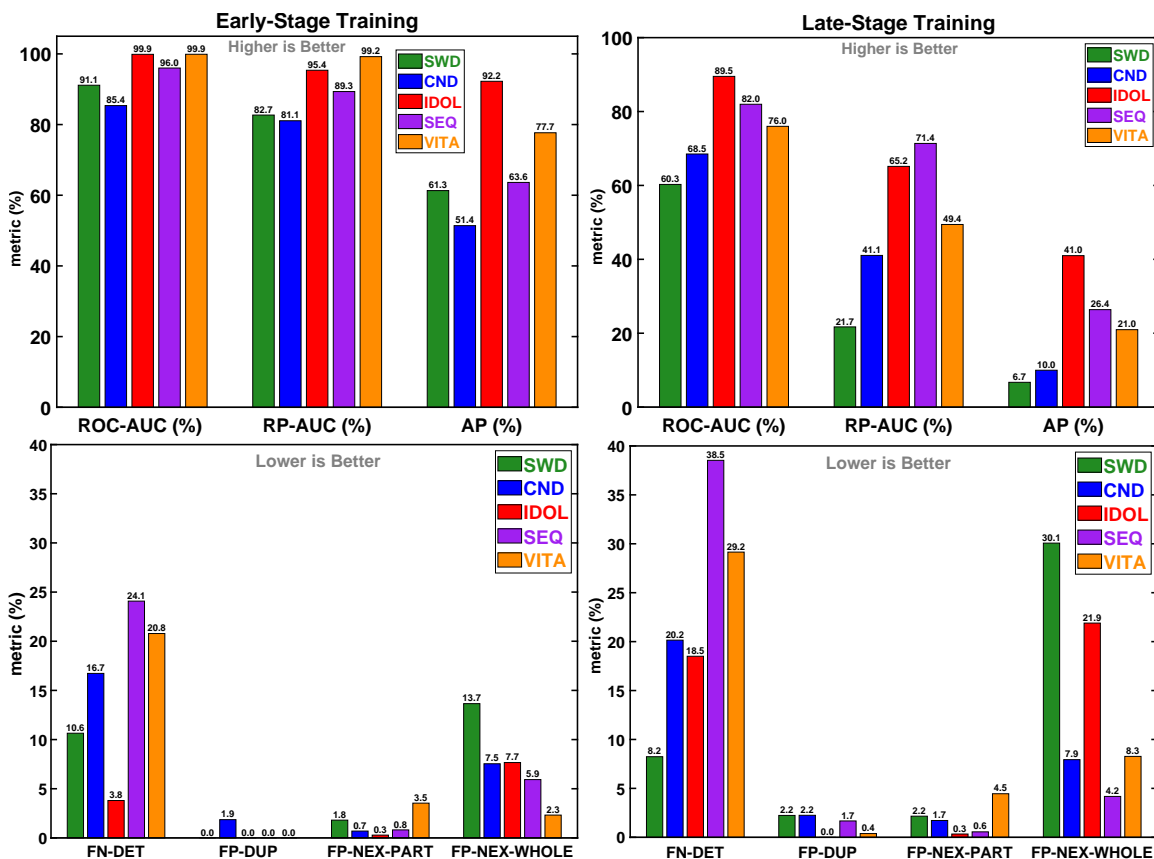 Early-Stage Training
Higher is Better
metric (%)
100
80
60
40
20
0
91.1
85.4
99.9
96.0
99.9
82.7
81.1
95.4
89.3
99.2
61.3
51.4
92.2
63.6
77.7
SWD
CND
IDOL
SEQ
VITA
ROC-AUC (%)
RP-AUC (%)
AP (%)
Late-Stage Training
Higher is Better
metric (%)
100
80
60
40
20
0
60.3
68.5
89.5
82.0
76.0
21.7
41.1
65.2
71.4
49.4
6.7
10.0
41.0
26.4
21.0
SWD
CND
IDOL
SEQ
VITA
ROC-AUC (%)
RP-AUC (%)
AP (%)
Lower is Better
metric (%)
40
35
30
25
20
15
10
5
0
10.6
16.7
3.8
24.1
20.8
0.0
1.9
0.0
0.0
0.0
1.8
0.7
0.3
0.8
3.5
13.7
7.5
7.7
5.9
2.3
SWD
CND
IDOL
SEQ
VITA
FN-DET
FP-DUP
FP-NEX-PART
FP-NEX-WHOLE
Lower is Better
metric (%)
40
35
30
25
20
15
10
5
0
8.2
20.2
18.5
38.5
29.2
2.2
2.2
0.0
1.7
0.4
2.2
1.7
0.3
0.6
4.5
30.1
7.9
21.9
4.2
8.3
SWD
CND
IDOL
SEQ
VITA
FN-DET
FP-DUP
FP-NEX-PART
FP-NEX-WHOLE